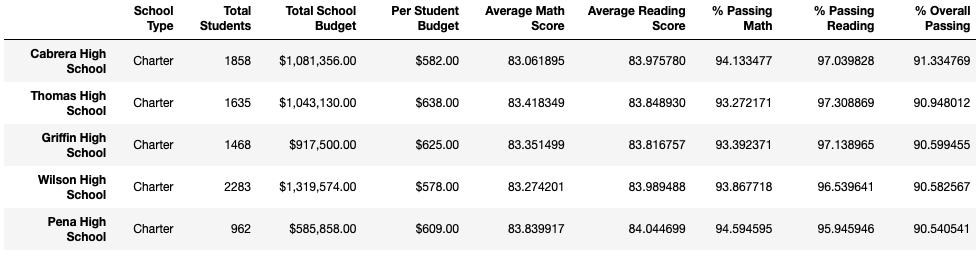 School Type Total Students Total School Budget Per Student Budget Average Math Score Average Reading Score % Passing Math % Passing Reading % Overall Passing
Cabrera High School Charter 1858 $1,081,356.00 $582.00 83.061895 83.975780 94.133477 97.039828 91.334769
Thomas High School Charter 1635 $1,043,130.00 $638.00 83.418349 83.848930 93.272171 97.308869 90.948012
Griffin High School Charter 1468 $917,500.00 $625.00 83.351499 83.816757 93.392371 97.138965 90.599455
Wilson High School Charter 2283 $1,319,574.00 $578.00 83.274201 83.989488 93.867718 96.539641 90.582567
Pena High School Charter 962 $585,858.00 $609.00 83.839917 84.044699 94.594595 95.945946 90.540541